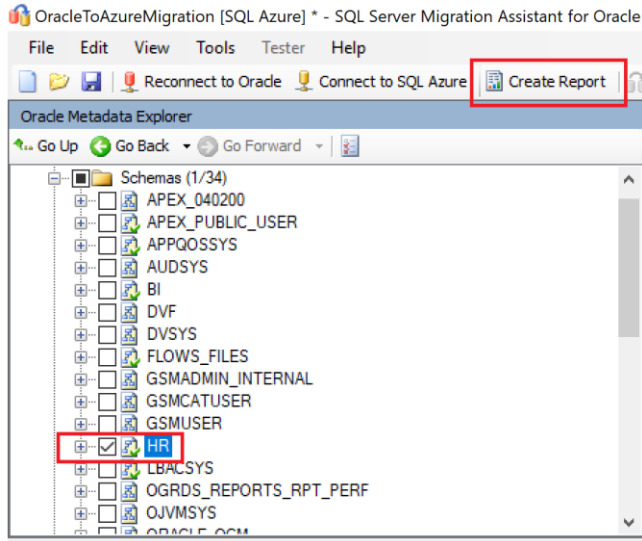 OracleToAzureMigration [SQL Azure] * - SQL Server Migration Assistant for Oracle
File Edit View Tools Tester Help
Reconnect to Oracle Connect to SQL Azure Create Report
Oracle Metadata Explorer
Go Up Go Back Go Forward
Schemas (1/34)
APEX_040200
APEX_PUBLIC_USER
APPQOSSYS
AUDSYS
BI
DVF
DVSYS
FLOWS_FILES
GSMADMIN_INTERNAL
GSMCATUSER
GSMUSER
HR
LBACSYS
OGRDS_REPORTS_RPT_PERF
OJVMSYS
ORACLE_OCM